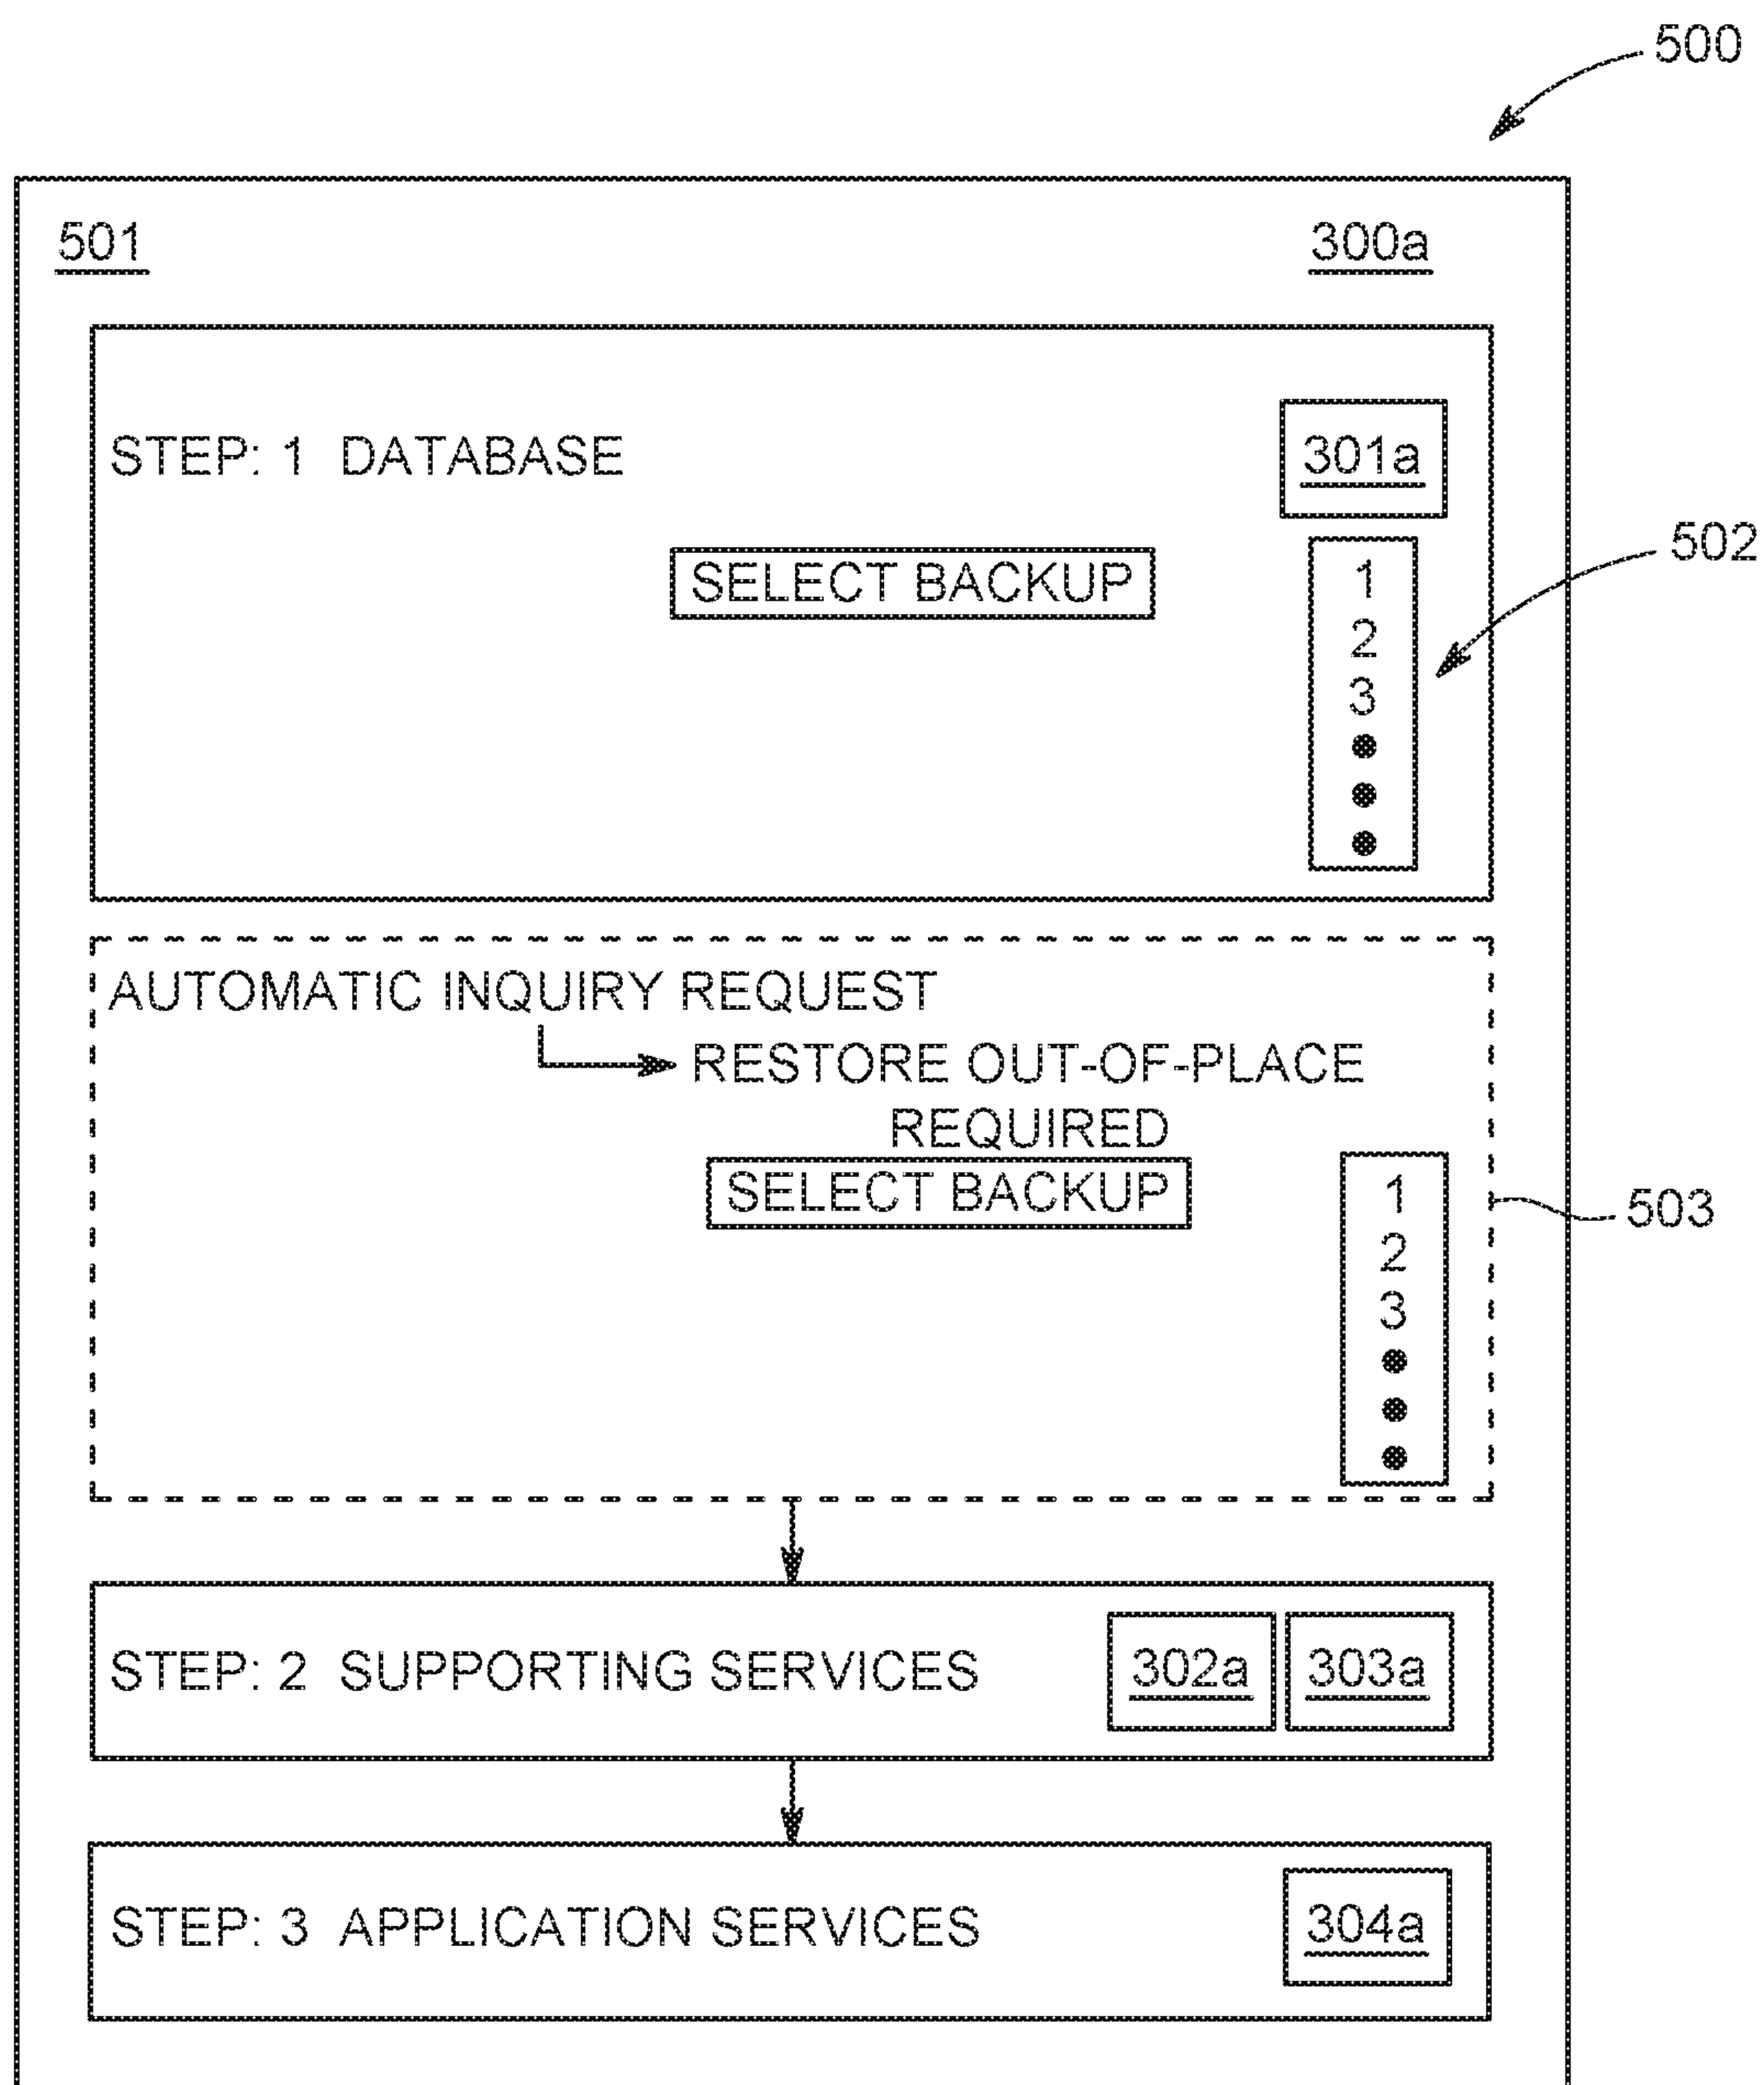 500
501 300a
STEP: 1 DATABASE 301a
502
SELECT BACKUP 1
2
3
AUTOMATIC INQUIRY REQUEST
RESTORE OUT-OF-PLACE
REQUIRED
SELECT BACKUP 1
503
2
3
STEP: 2 SUPPORTING SERVICES 302a 303a
STEP: 3 APPLICATION SERVICES 304a